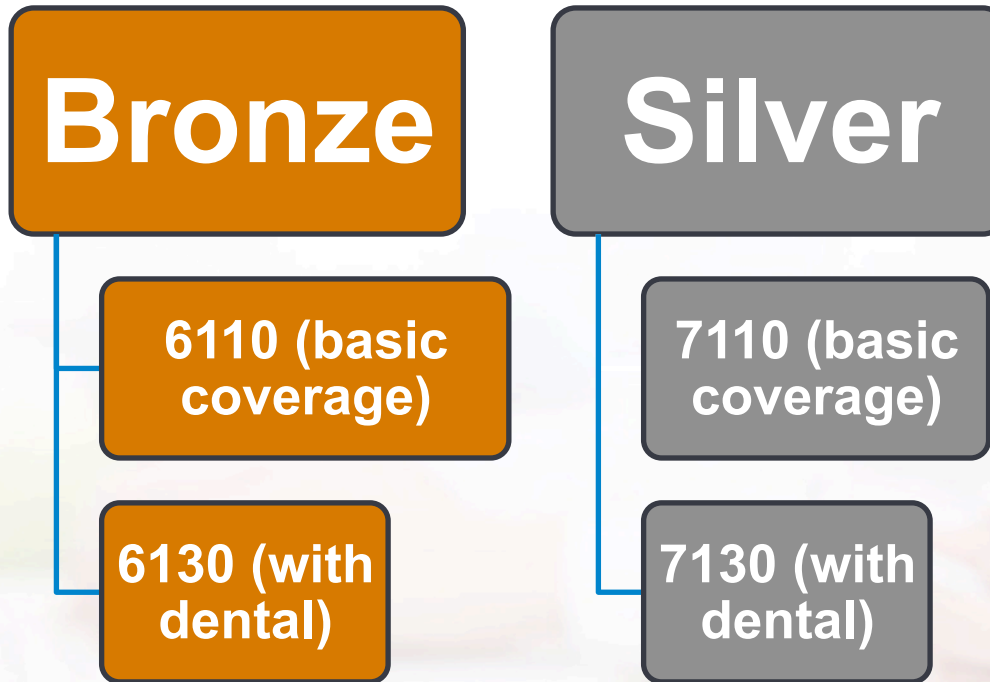 Bronze
6110 (basic
coverage)
6130 (with
dental)
Silver
7110 (basic
coverage)
7130 (with
dental)